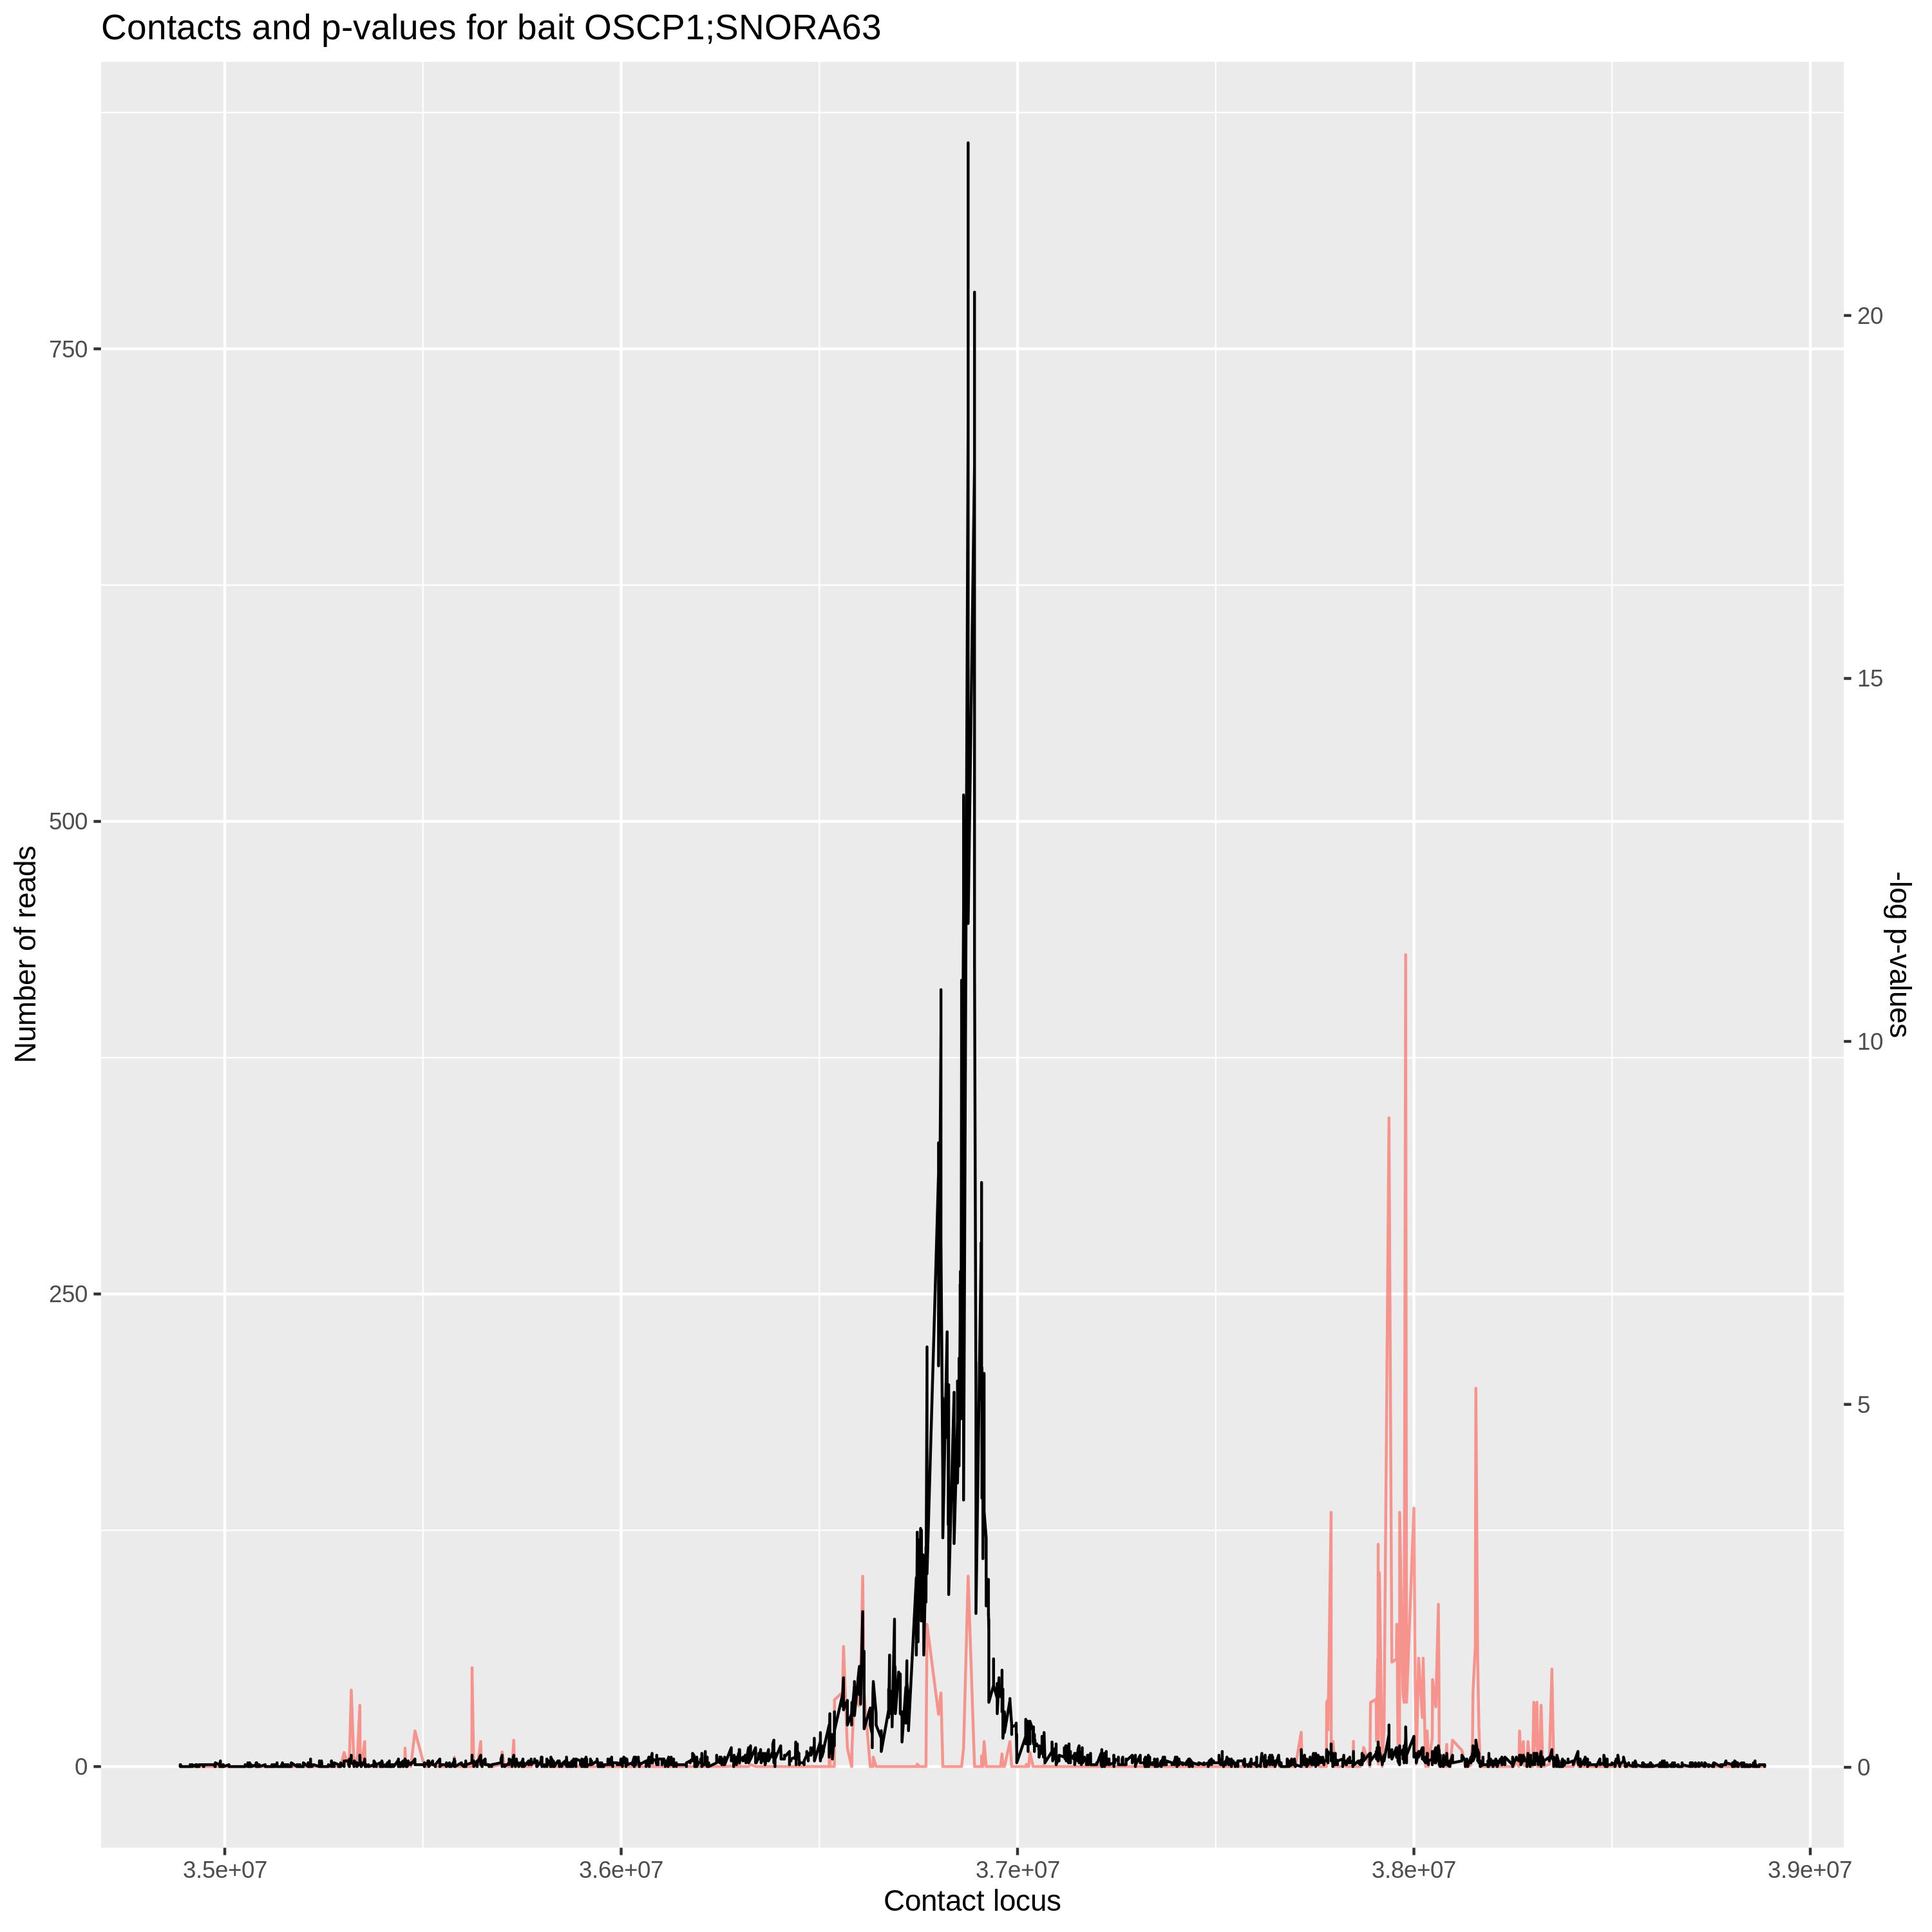 Contacts and p-values for bait OSCP1;SNORA63
750
500
250
0
Number of reads
20
15
10
5
0
-log p-values
3.5e+07
3.6e+07
3.7e+07
3.8e+07
3.9e+07
Contact locus